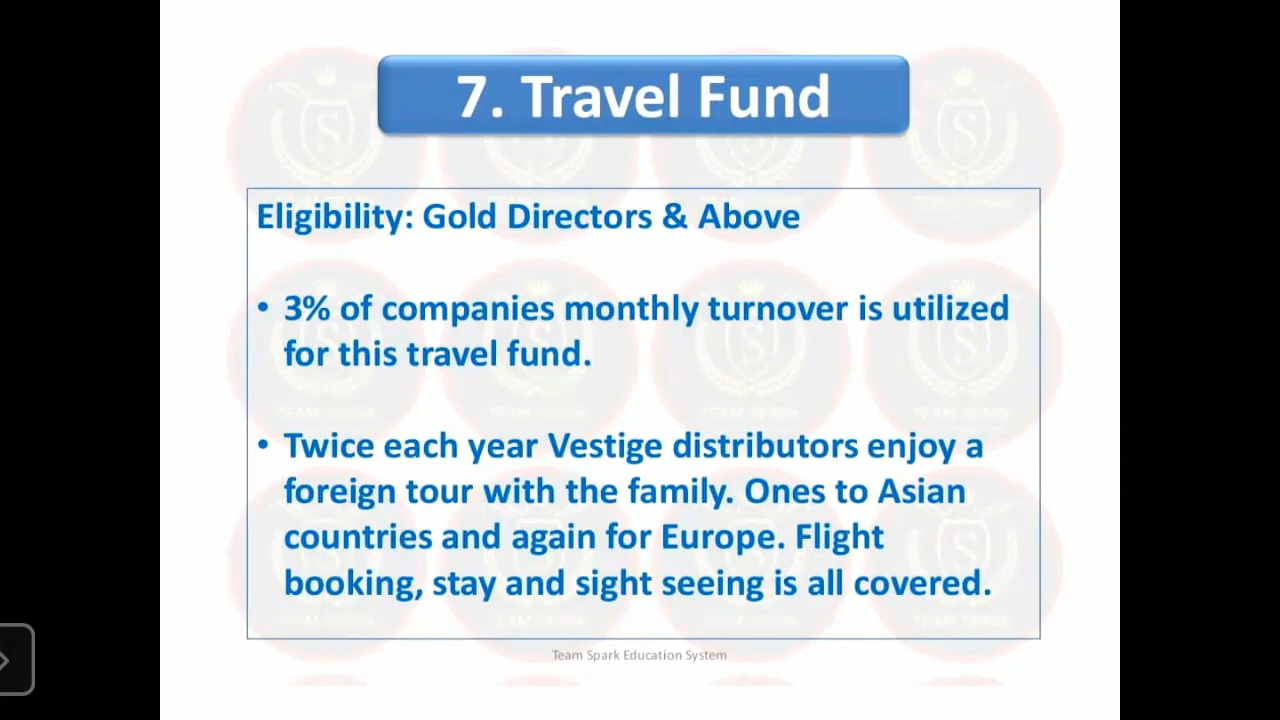 7. Travel Fund
Eligibility: Gold Directors & Above
• 3% of companies monthly turnover is utilized
for this travel fund.
• Twice each year Vestige distributors enjoy a
foreign tour with the family. Ones to Asian
countries and again for Europe. Flight
booking, stay and sight seeing is all covered.
Team Spark Education System